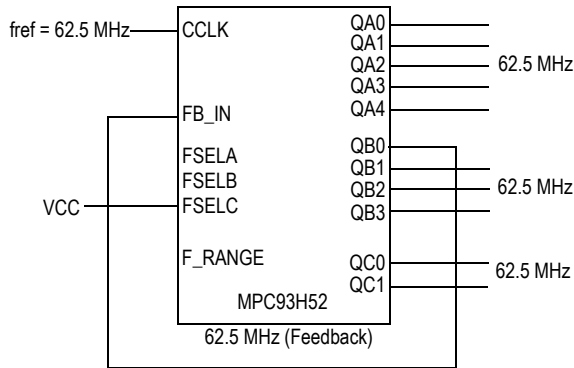 fref = 62.5 MHz
CCLK
QA0
QA1
QA2
QA3
QA4
62.5 MHz
FB_IN
QB0
FSELA
QB1
FSELB
QB2
62.5 MHz
VCC
FSELC
QB3
F_RANGE
QC0
62.5 MHz
QC1
MPC93H52
62.5 MHz (Feedback)